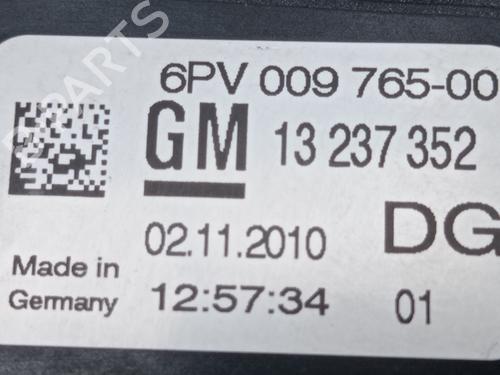 6PV 009 765-00
GM 13 237 352
02.11.2010 DG
Made in
Germany 12:57:34 01